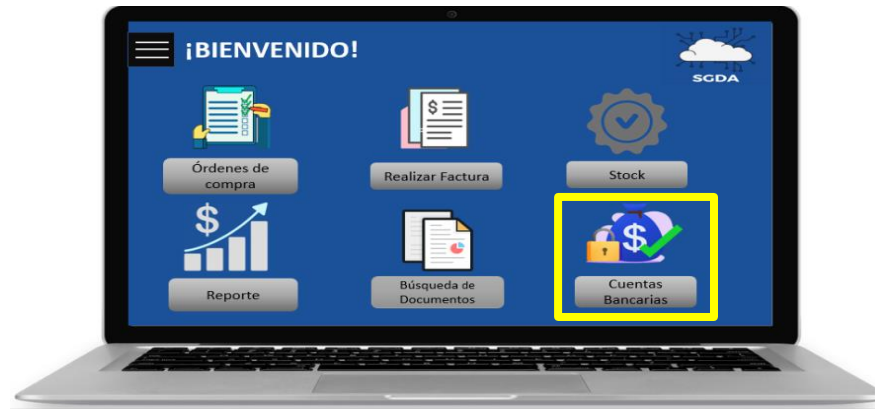 ¡BIENVENIDO!
SGDA
Órdenes de
compra
Realizar Factura
Stock
Reporte
Búsqueda de
Documentos
Cuentas
Bancarias